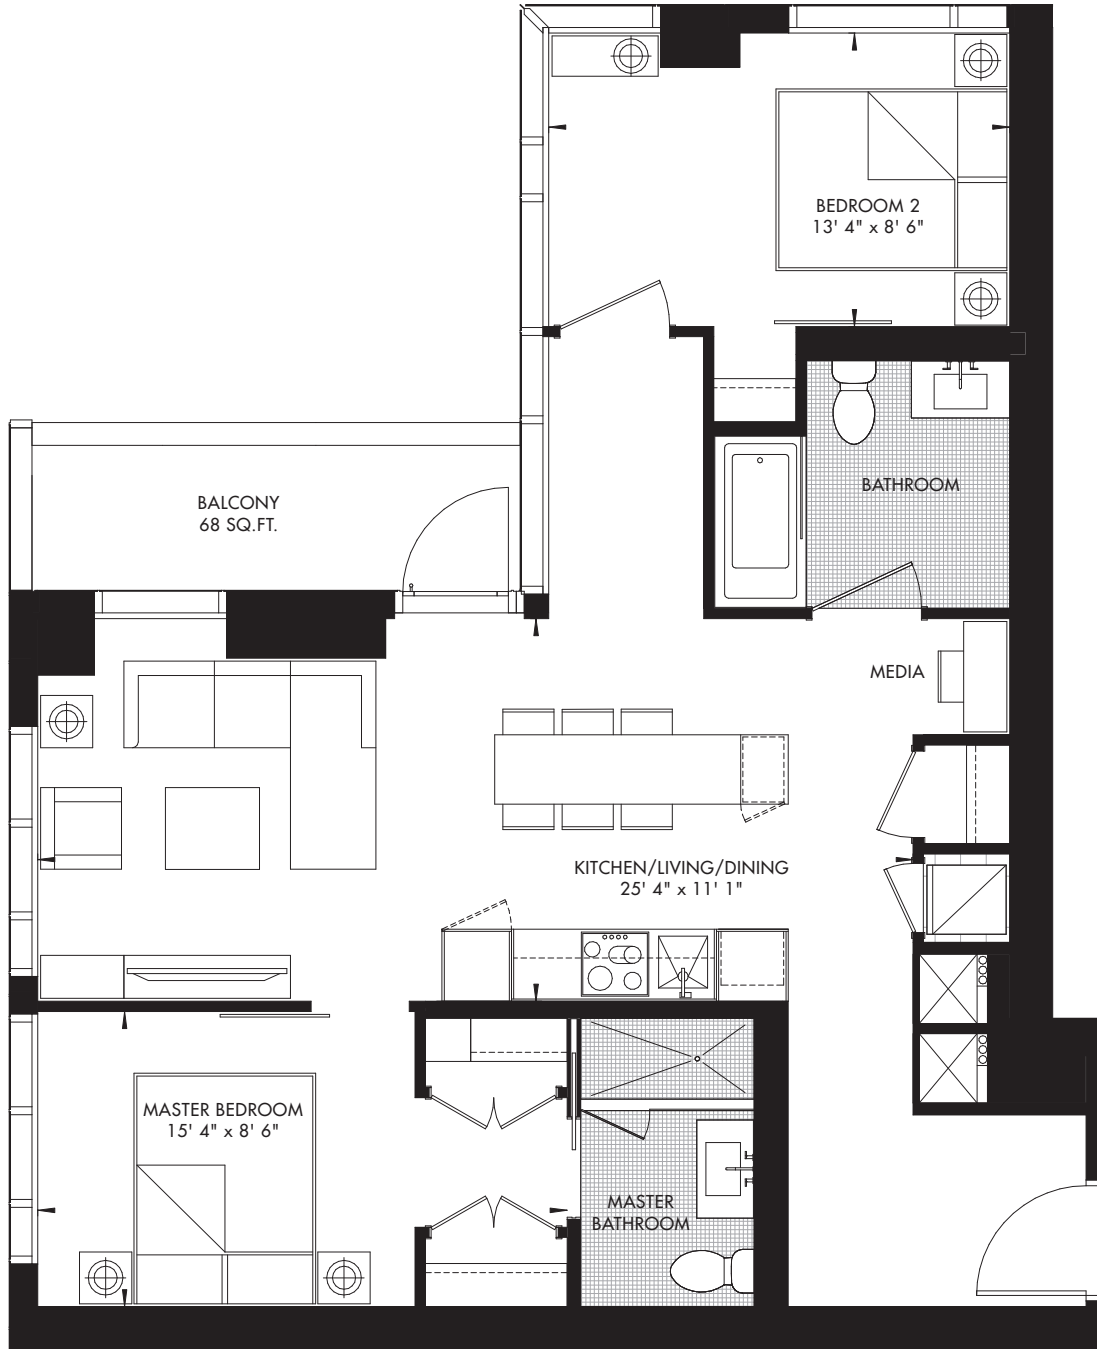 BEDROOM 2
13' 4" x 8' 6"
BATHROOM
BALCONY
68 SQ.FT.
MEDIA
KITCHEN/LIVING/DINING
25' 4" x 11' 1"
MASTER BEDROOM
15' 4" x 8' 6"
MASTER
BATHROOM